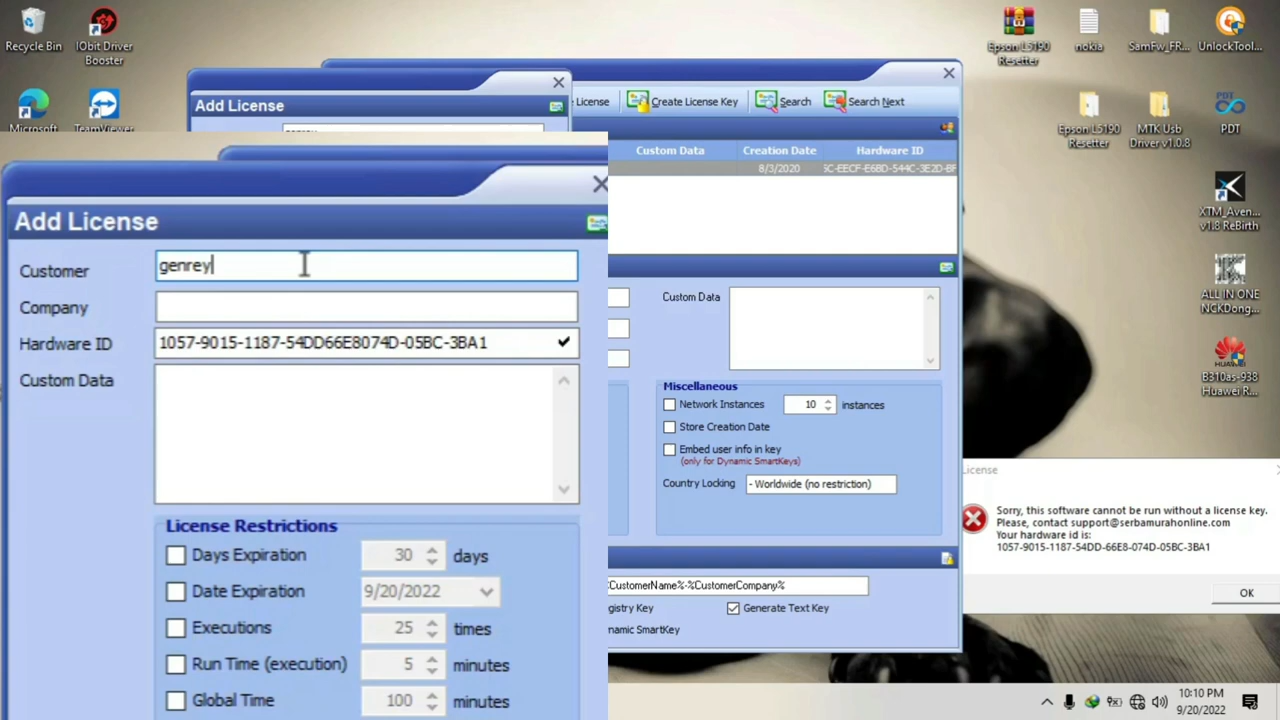 Recycle Bin
IObit Driver
Booster
Microsoft
TeamViewer
Epson L5190
Resetter
nokia
SamFw_FR...
UnlockTool...
Epson L5190
Resetter
MTK Usb
Driver v1.0.8
PDT
XTM_Aven...
v1.8 ReBirth
ALL IN ONE
NCKDong...
B310as-938
Huawei R...
Add License
License
Create License Key
Search
Search Next
Custom Data
Creation Date
Hardware ID
8/3/2020
5C-EECF-E6BD-544C-3E2D-BF
Add License
Customer
genrey
Company
Hardware ID
1057-9015-1187-54DD66E8074D-05BC-3BA1
Custom Data
License Restrictions
Days Expiration
30
days
Date Expiration
9/20/2022
Executions
25
times
Run Time (execution)
5
minutes
Global Time
100
minutes
Custom Data
Miscellaneous
Network Instances
10
instances
Store Creation Date
Embed user info in key
(only for Dynamic SmartKeys)
Country Locking
- Worldwide (no restriction)
CustomerName%-%CustomerCompany%
gistry Key
Generate Text Key
namic SmartKey
License
Sorry, this software cannot be run without a license key.
Please, contact support@serbamurahonline.com
Your hardware id is:
1057-9015-1187-54DD-66E8-074D-05BC-3BA1
OK
10:10 PM
9/20/2022